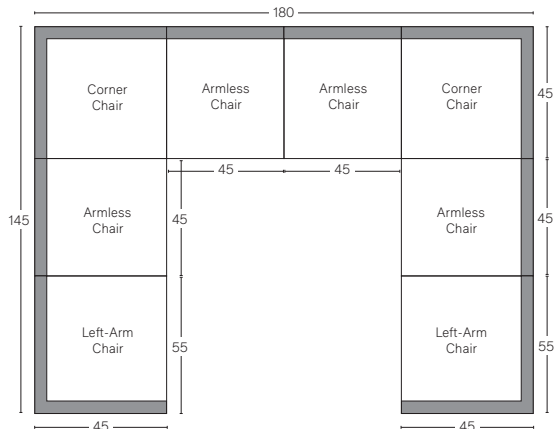 180
Corner
Chair
Armless
Chair
Armless
Chair
Corner
Chair
45
45
45
145
Armless
Chair
45
Armless
Chair
45
Left-Arm
Chair
55
Left-Arm
Chair
55
45
45